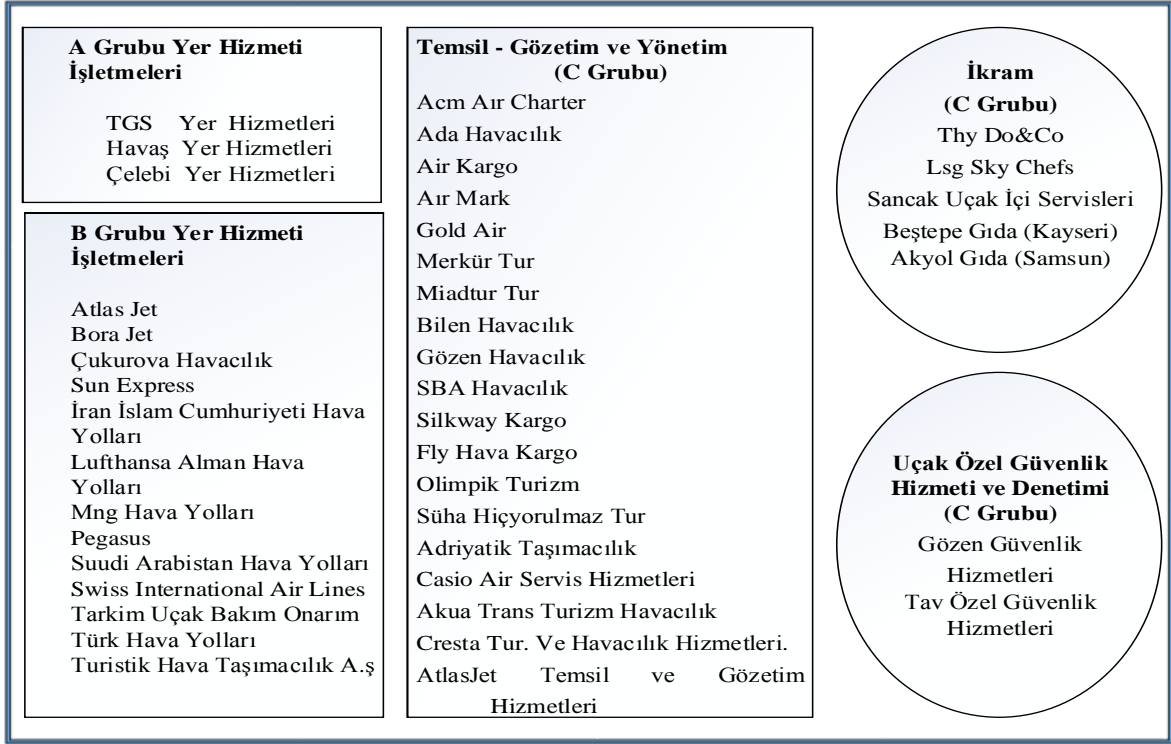 A Grubu Yer Hizmeti
İşletmeleri
TGS Yer Hizmetleri
Havaş Yer Hizmetleri
Çelebi Yer Hizmetleri
B Grubu Yer Hizmeti
İşletmeleri
Atlas Jet
Bora Jet
Çukurova Havacılık
Sun Express
İran İslam Cumhuriyeti Hava
Yolları
Lufthansa Alman Hava
Yolları
Mng Hava Yolları
Pegasus
Suudi Arabistan Hava Yolları
Swiss International Air Lines
Tarkim Uçak Bakım Onarım
Türk Hava Yolları
Turistik Hava Taşımacılık A.ş
Temsil - Gözetim ve Yönetim
(C Grubu)
Acm Aır Charter
Ada Havacılık
Air Kargo
Aır Mark
Gold Air
Merkür Tur
Miadtur Tur
Bilen Havacılık
Gözen Havacılık
SBA Havacılık
Silkway Kargo
Fly Hava Kargo
Olimpik Turizm
Süha Hiçyorulmaz Tur
Adriyatik Taşımacılık
Casio Air Servis Hizmetleri
Akua Trans Turizm Havacılık
Cresta Tur. Ve Havacılık Hizmetleri.
AtlasJet Temsil ve Gözetim
Hizmetleri
İkram
(C Grubu)
Thy Do&Co
Lsg Sky Chefs
Sancak Uçak İçi Servisleri
Beştepe Gıda (Kayseri)
Akyol Gıda (Samsun)
Uçak Özel Güvenlik
Hizmeti ve Denetimi
(C Grubu)
Gözen Güvenlik
Hizmetleri
Tav Özel Güvenlik
Hizmetleri